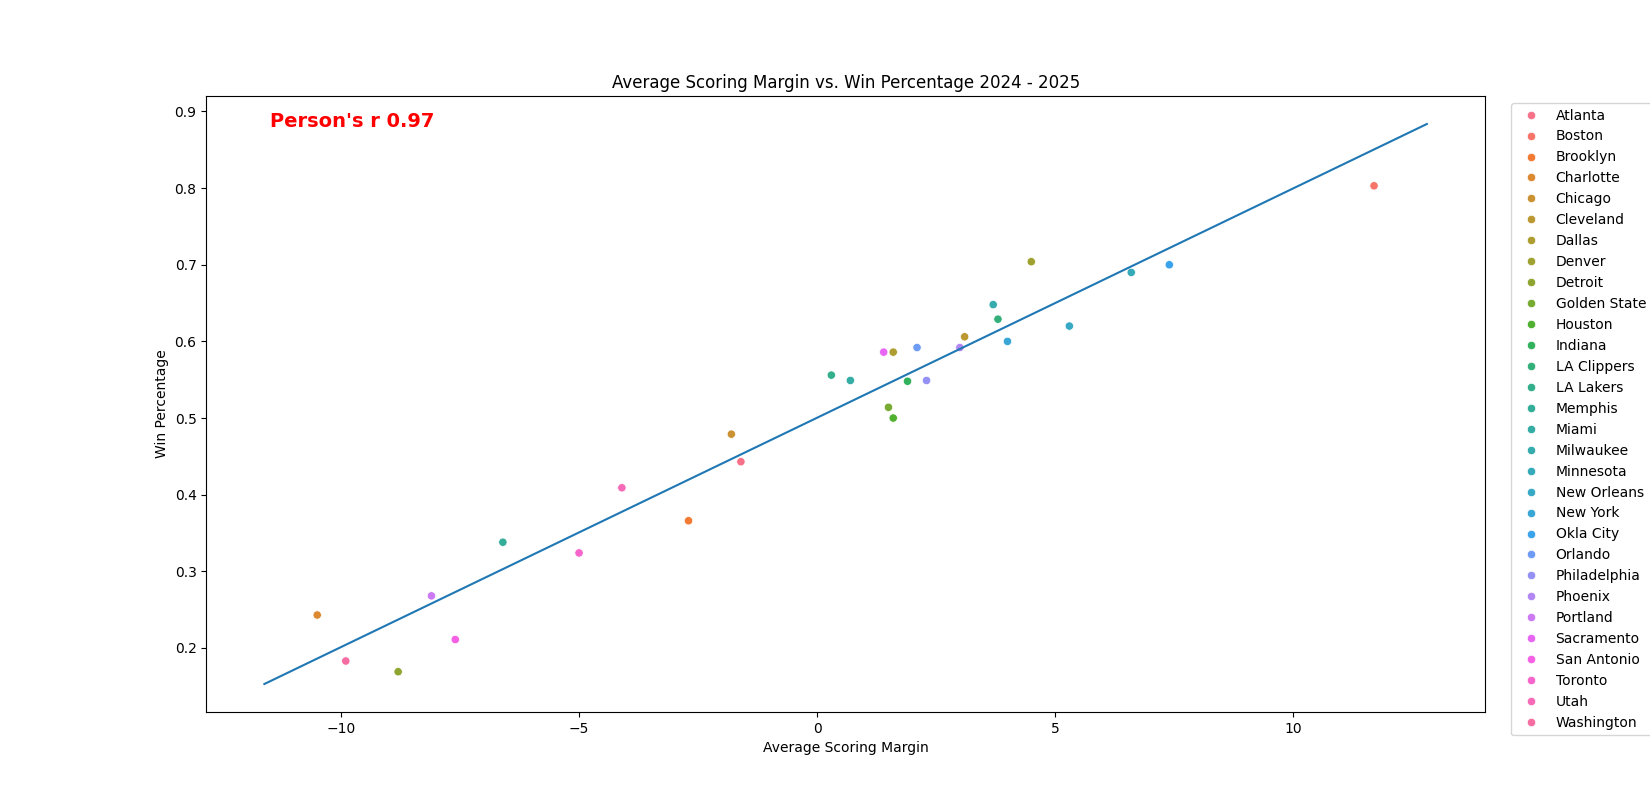 Average Scoring Margin vs. Win Percentage 2024 - 2025
Person's r 0.97
0.9
0.8
0.7
0.6
0.5
0.4
0.3
0.2
Win Percentage
−10
−5
0
5
10
Average Scoring Margin
Atlanta
Boston
Brooklyn
Charlotte
Chicago
Cleveland
Dallas
Denver
Detroit
Golden State
Houston
Indiana
LA Clippers
LA Lakers
Memphis
Miami
Milwaukee
Minnesota
New Orleans
New York
Okla City
Orlando
Philadelphia
Phoenix
Portland
Sacramento
San Antonio
Toronto
Utah
Washington